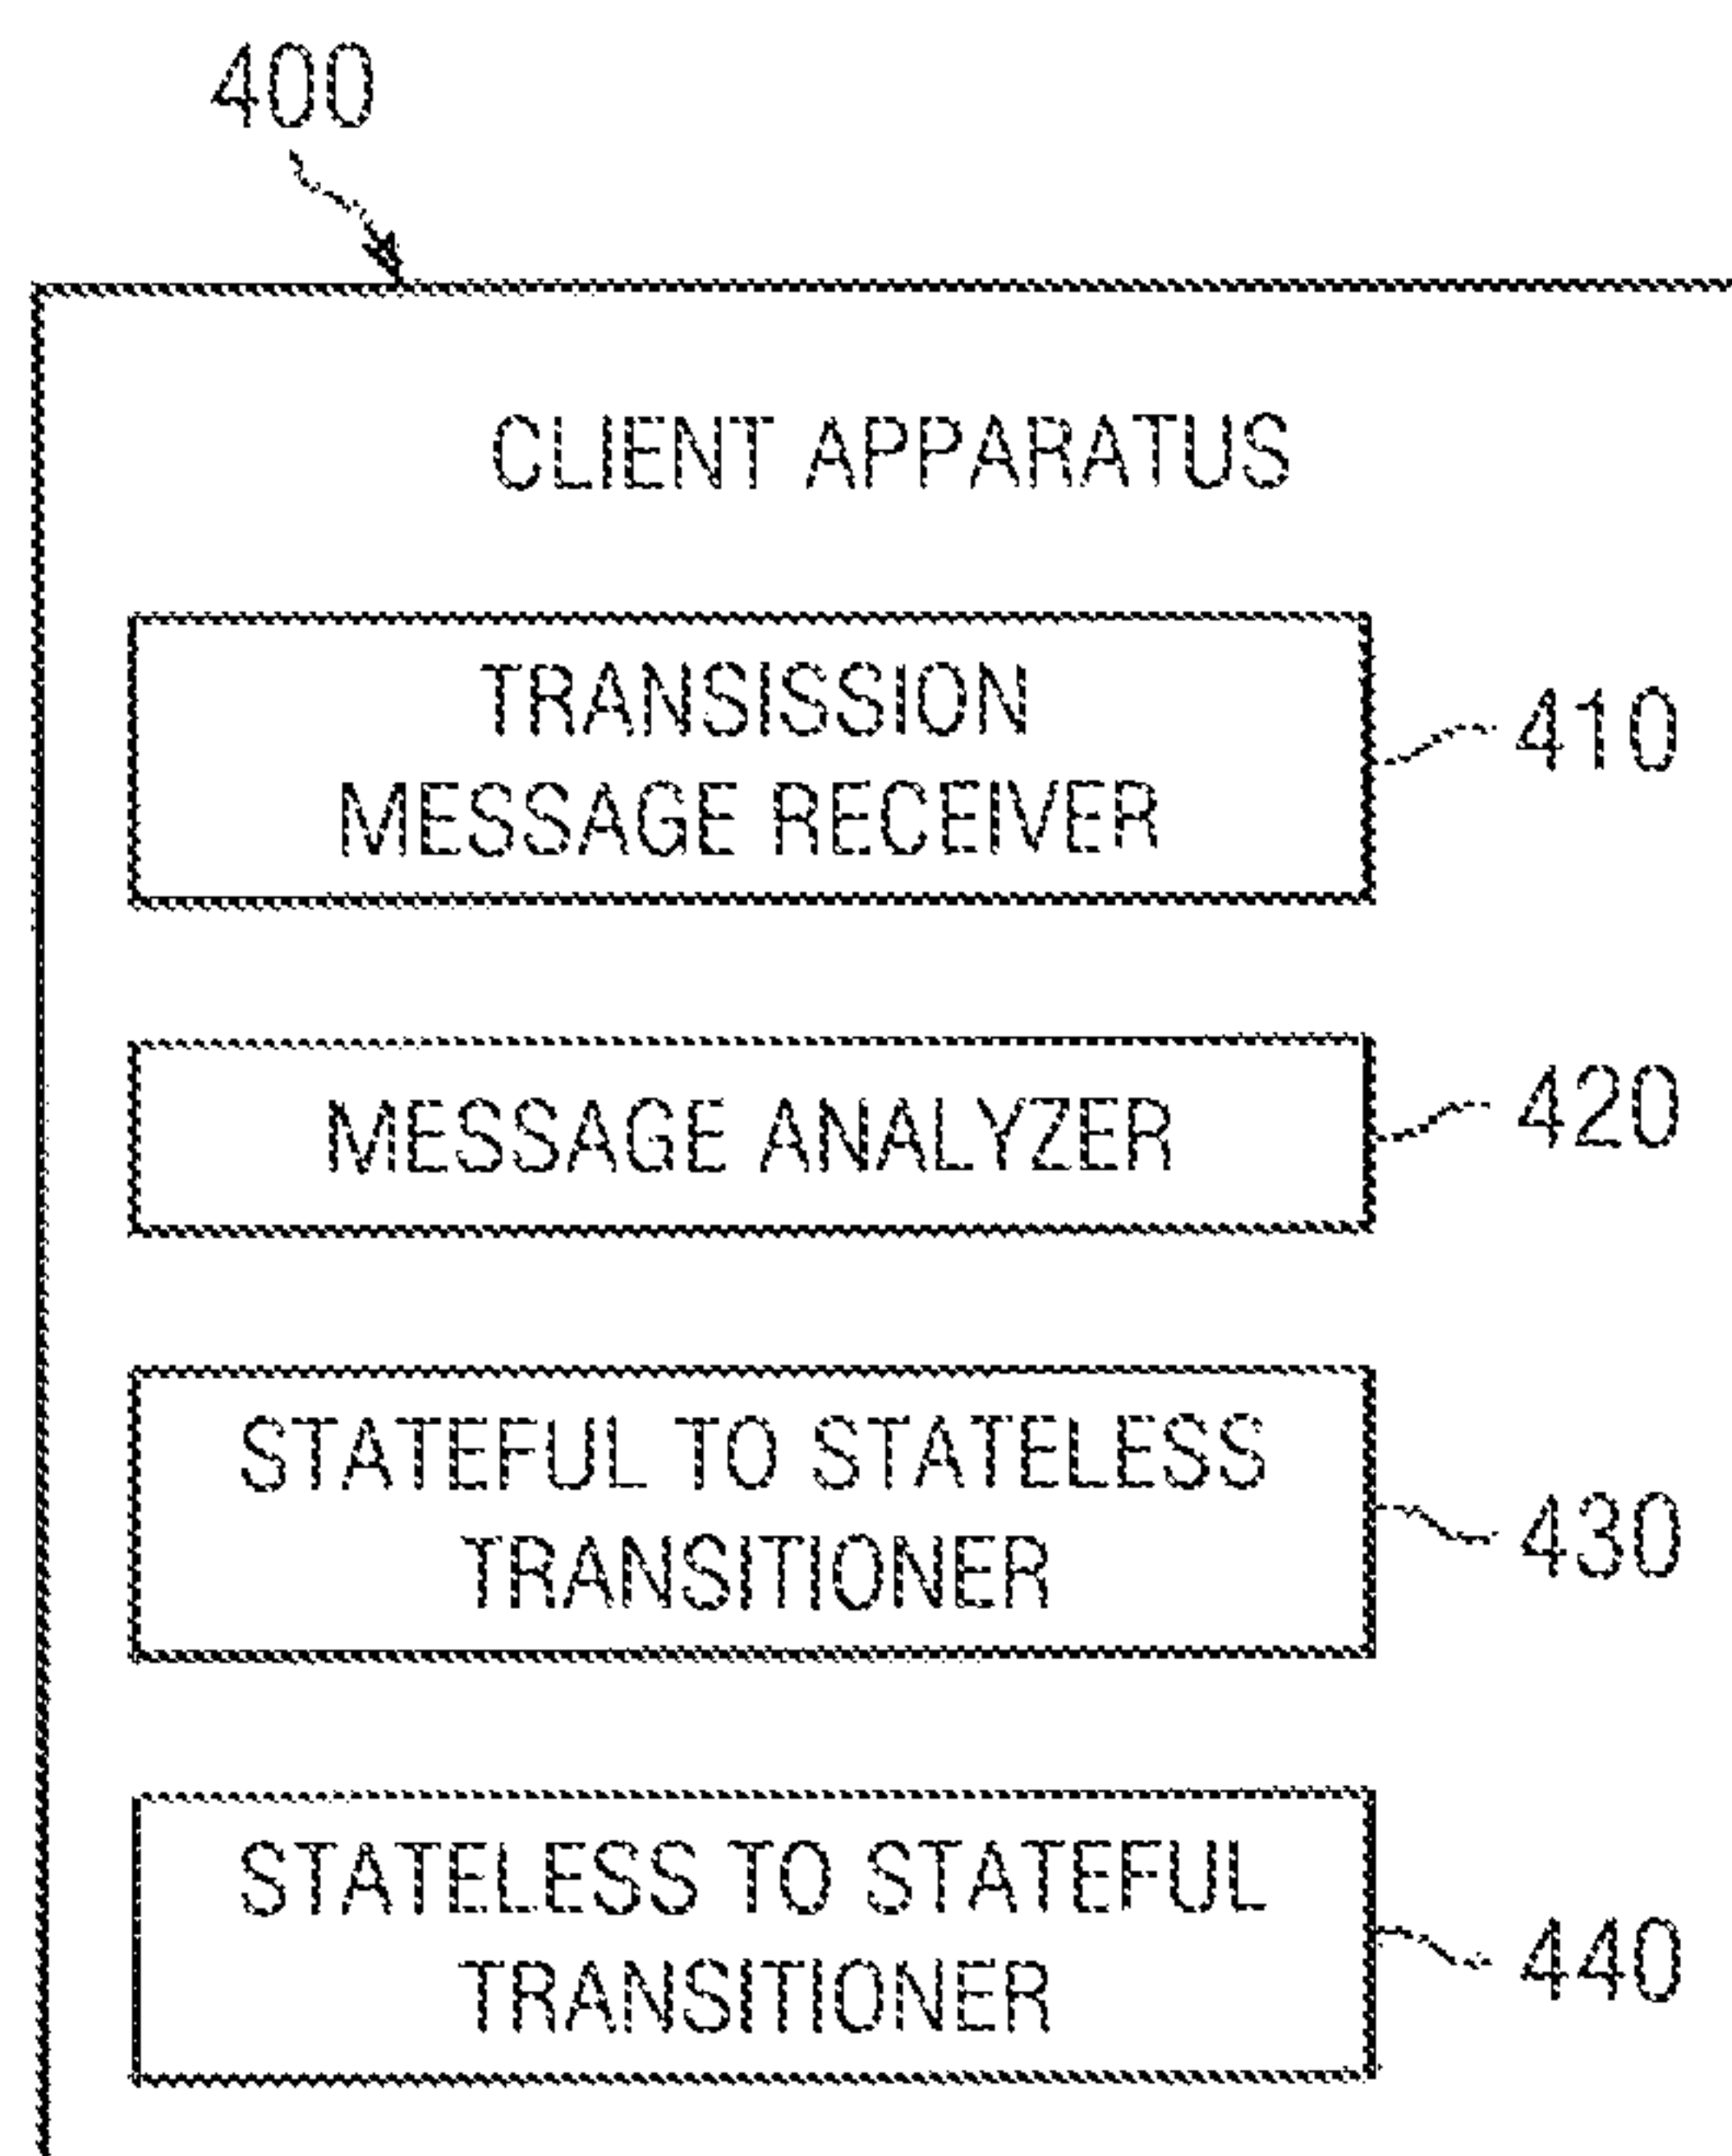 400
CLIENT APPARATUS
TRANSISSION
MESSAGE RECEIVER
410
MESSAGE ANALYZER
420
STATEFUL TO STATELESS
TRANSITIONER
430
STATELESS TO STATEFUL
TRANSITIONER
440